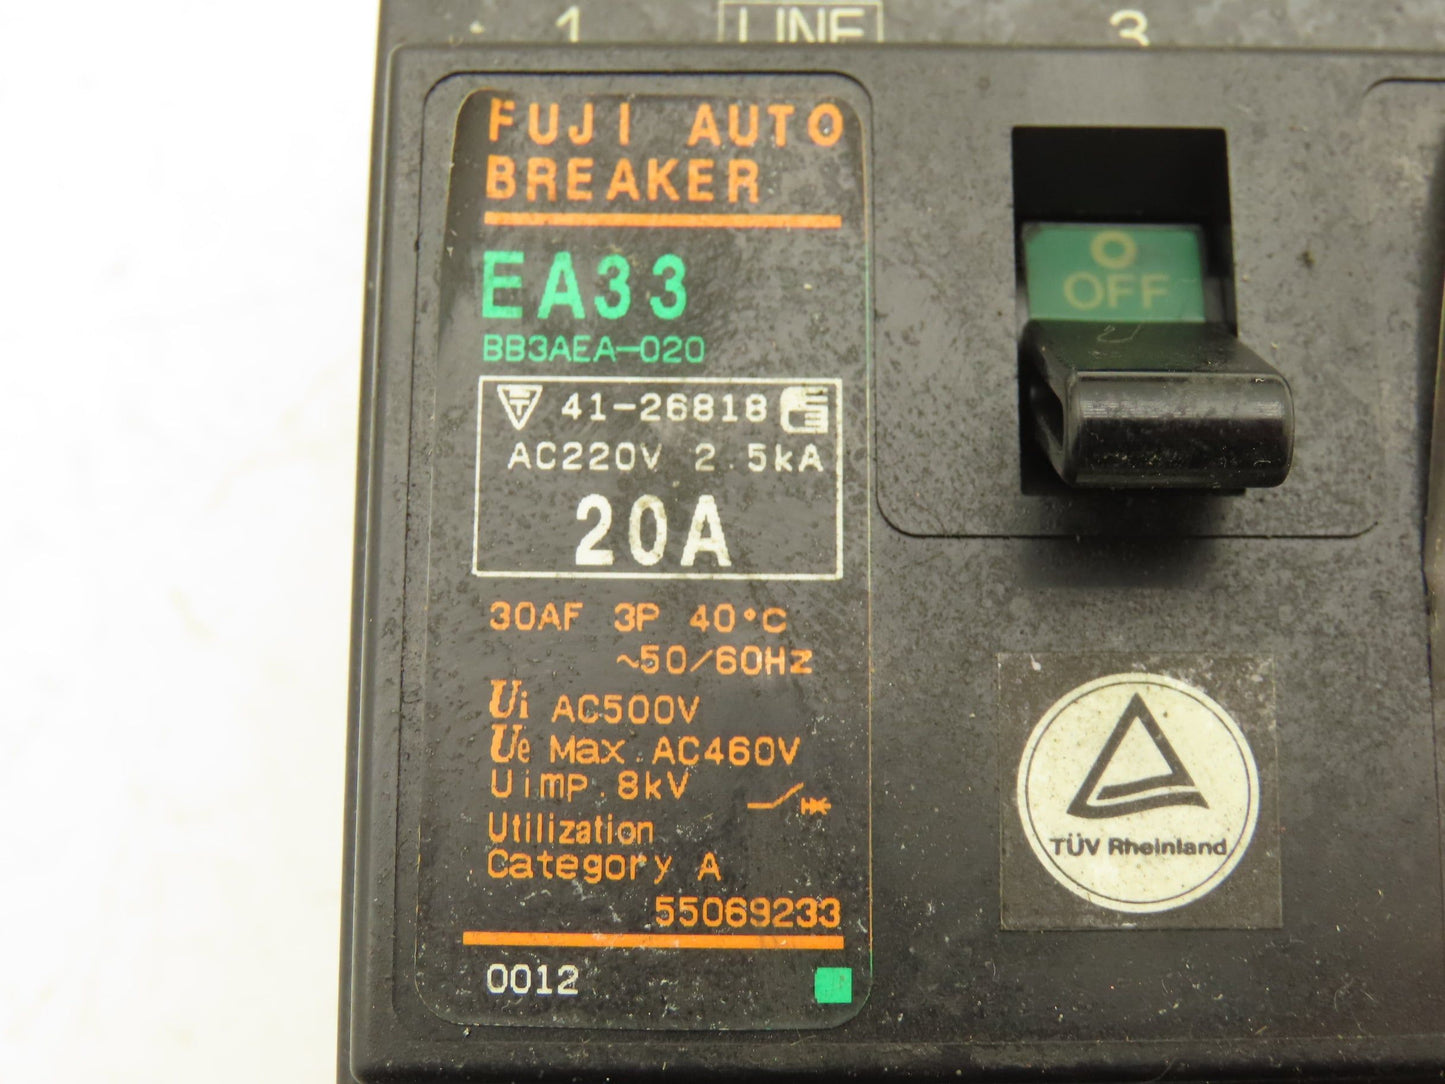 1 LINE 3
FUJI AUTO
BREAKER
EA33
BB3AEA-020
T 41-26818
AC220V 2.5kA
20A
30AF 3P 40°C
~50/60Hz
Ui AC500V
Ue Max.AC460V
Uimp.8kV
Utilization
Category A
55069233
0012
O
OFF
TÜV Rheinland